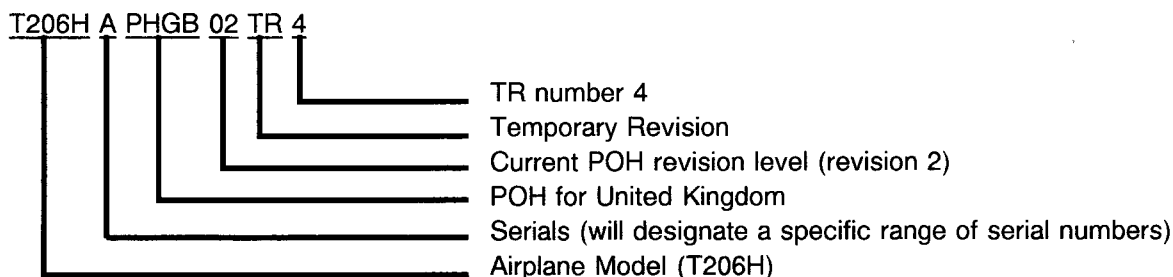 T206H A PHGB 02 TR 4
TR number 4
Temporary Revision
Current POH revision level (revision 2)
POH for United Kingdom
Serials (will designate a specific range of serial numbers)
Airplane Model (T206H)